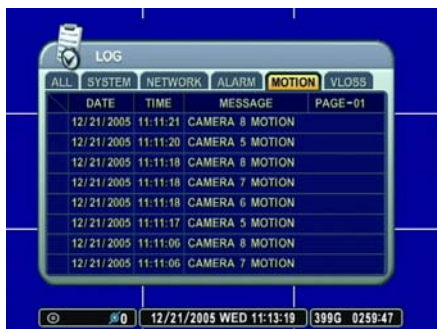 LOG
ALL SYSTEM NETWORK ALARM MOTION VLOSS
DATE TIME MESSAGE PAGE-01
12/21/2005 11:11:21 CAMERA 8 MOTION
12/21/2005 11:11:20 CAMERA 5 MOTION
12/21/2005 11:11:18 CAMERA 8 MOTION
12/21/2005 11:11:18 CAMERA 7 MOTION
12/21/2005 11:11:18 CAMERA 6 MOTION
12/21/2005 11:11:17 CAMERA 5 MOTION
12/21/2005 11:11:06 CAMERA 8 MOTION
12/21/2005 11:11:06 CAMERA 7 MOTION
0 12/21/2005 WED 11:13:19 399G 0259:47